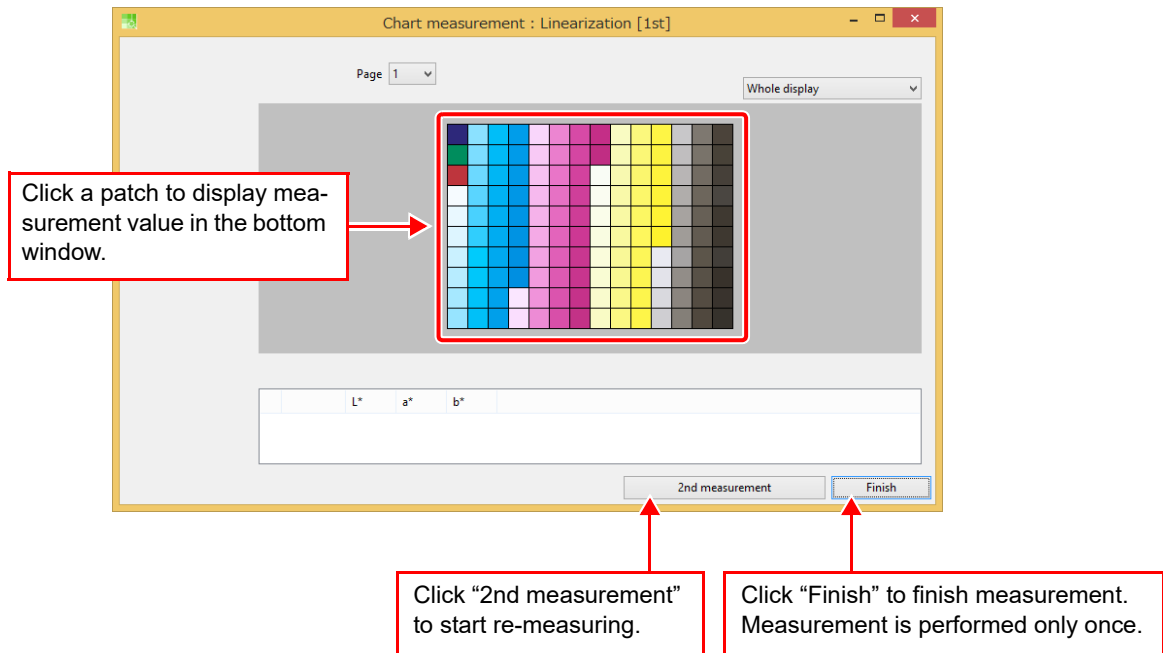 Chart measurement : Linearization [1st]
Page 1
Whole display
Click a patch to display mea-
surement value in the bottom
window.
L* a* b*
2nd measurement Finish
Click “2nd measurement”
to start re-measuring.
Click “Finish” to finish measurement.
Measurement is performed only once.